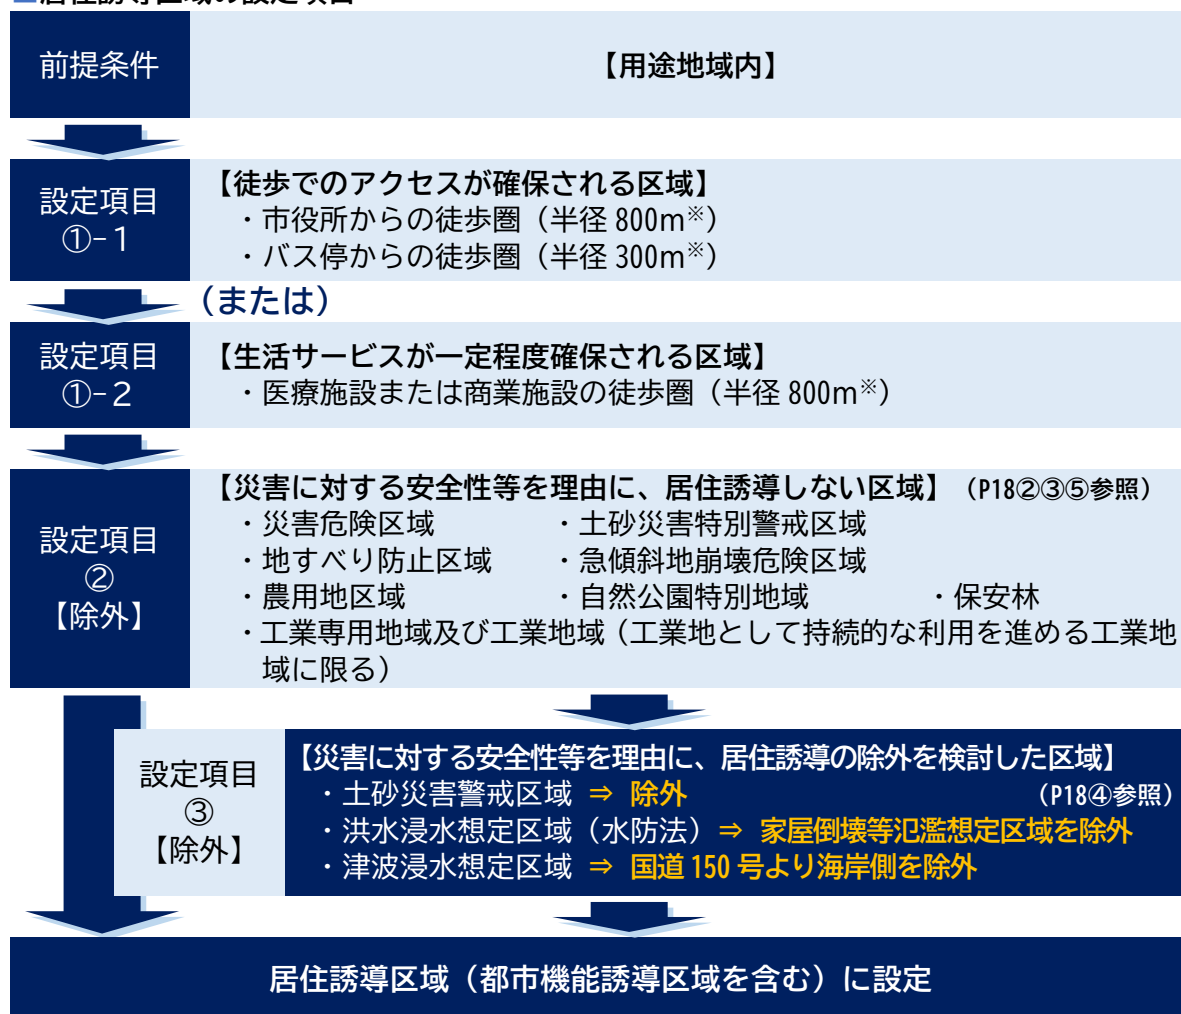 ■居住誘導区域の設定項目
前提条件
【用途地域内】
設定項目
①-1
【徒歩でのアクセスが確保される区域】
・市役所からの徒歩圏（半径 800m※）
・バス停からの徒歩圏（半径 300m※）
（または）
設定項目
①-2
【生活サービスが一定程度確保される区域】
・医療施設または商業施設の徒歩圏（半径 800m※）
設定項目
②
【除外】
【災害に対する安全性等を理由に、居住誘導しない区域】（P18②③⑤参照）
・災害危険区域 ・土砂災害特別警戒区域
・地すべり防止区域 ・急傾斜地崩壊危険区域
・農用地区域 ・自然公園特別地域 ・保安林
・工業専用地域及び工業地域（工業地として持続的な利用を進める工業地
域に限る）
設定項目
③
【除外】
【災害に対する安全性等を理由に、居住誘導の除外を検討した区域】
・土砂災害警戒区域 ⇒ 除外 （P18④参照）
・洪水浸水想定区域（水防法）⇒ 家屋倒壊等氾濫想定区域を除外
・津波浸水想定区域 ⇒ 国道 150 号より海岸側を除外
居住誘導区域（都市機能誘導区域を含む）に設定